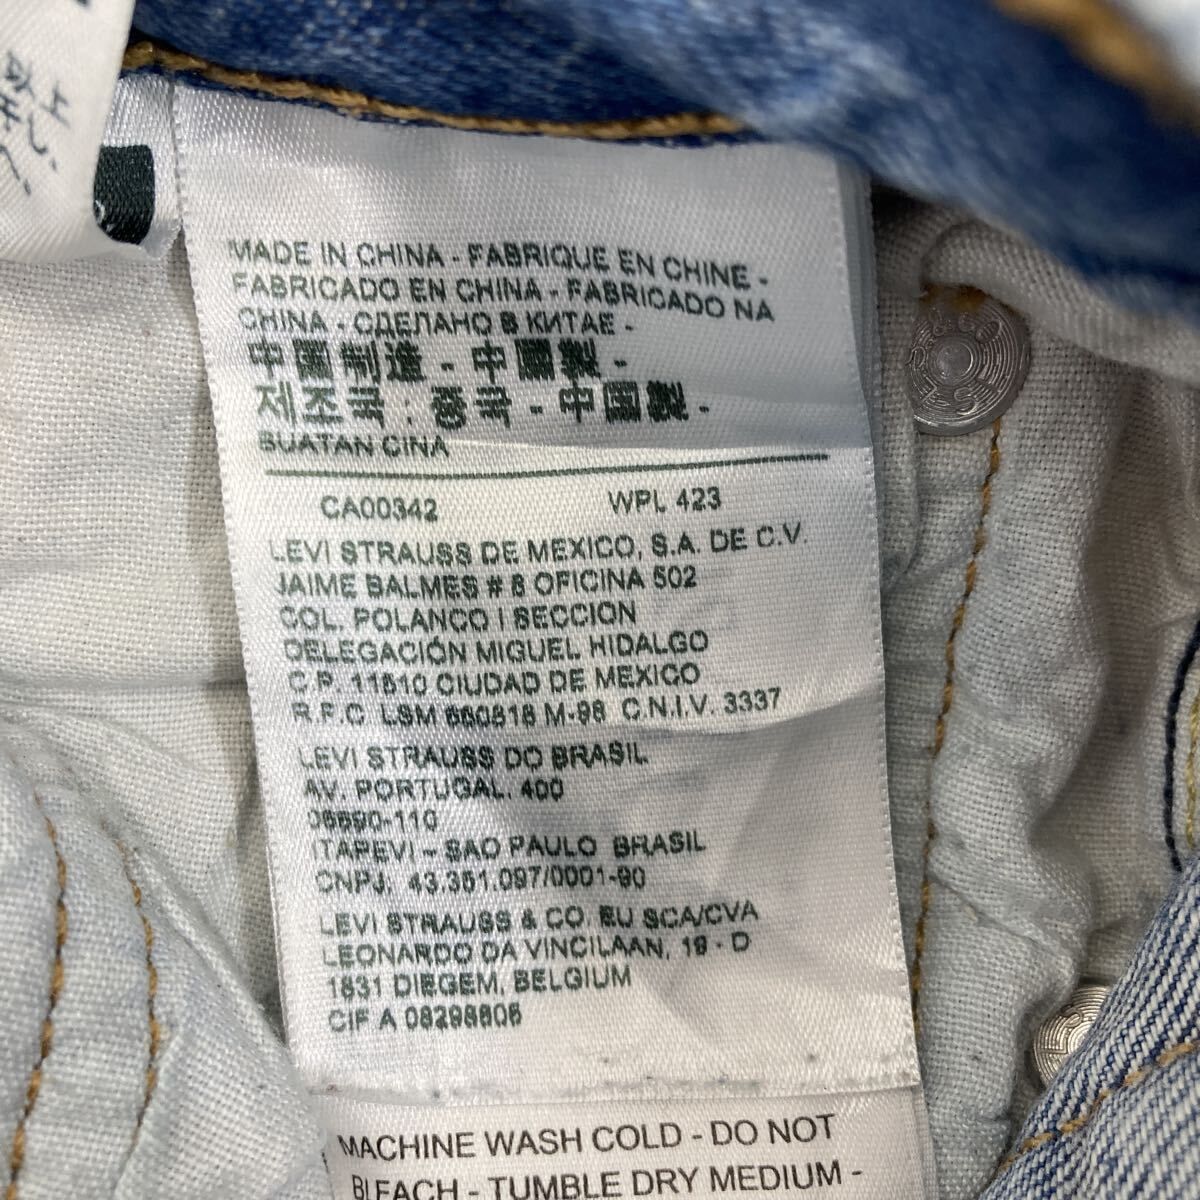 MADE IN CHINA - FABRIQUE EN CHINE -
FABRICADO EN CHINA - FABRICADO NA
CHINA - СДЕЛАНО В КИТАЕ -
中国制造 - 中國製 -
제조국 : 중국 - 中国製 -
BUATAN CINA
CA00342 WPL 423
LEVI STRAUSS DE MEXICO, S.A. DE C.V.
JAIME BALMES # 8 OFICINA 502
COL. POLANCO I SECCION
DELEGACIÓN MIGUEL HIDALGO
C.P. 11510 CIUDAD DE MEXICO
R.F.C. LSM 660818 M-98 C.N.I.V. 3337
LEVI STRAUSS DO BRASIL
AV. PORTUGAL. 400
06690-110
ITAPEVI – SAO PAULO BRASIL
CNPJ: 43.351.097/0001-90
LEVI STRAUSS & CO. EU SCA/CVA
LEONARDO DA VINCILAAN, 19 - D
1831 DIEGEM, BELGIUM
CIF A 08298805
MACHINE WASH COLD - DO NOT
BLEACH - TUMBLE DRY MEDIUM -